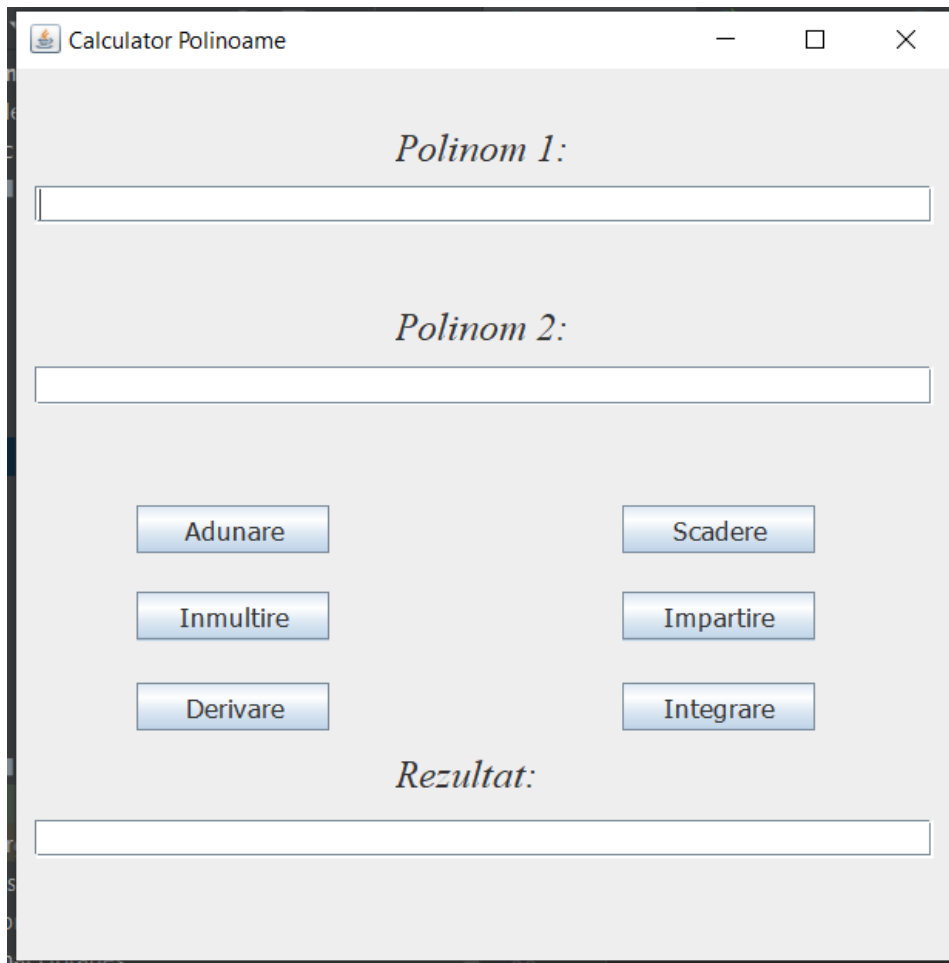 Calculator Polinoame
Polinom 1:
Polinom 2:
Adunare Scadere
Inmultire Impartire
Derivare Integrare
Rezultat: